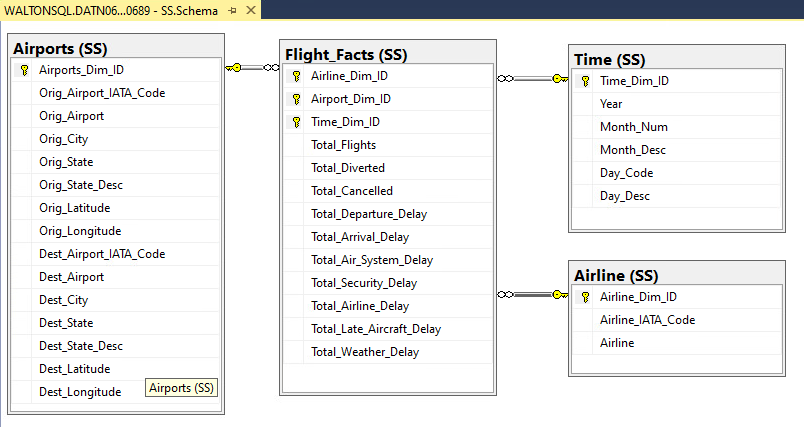 WALTONSQL.DATN06...0689 - SS.Schema
Airports (SS)
Airports_Dim_ID
Orig_Airport_IATA_Code
Orig_Airport
Orig_City
Orig_State
Orig_State_Desc
Orig_Latitude
Orig_Longitude
Dest_Airport_IATA_Code
Dest_Airport
Dest_City
Dest_State
Dest_State_Desc
Dest_Latitude
Dest_Longitude
Airports (SS)
Flight_Facts (SS)
Airline_Dim_ID
Airport_Dim_ID
Time_Dim_ID
Total_Flights
Total_Diverted
Total_Cancelled
Total_Departure_Delay
Total_Arrival_Delay
Total_Air_System_Delay
Total_Security_Delay
Total_Airline_Delay
Total_Late_Aircraft_Delay
Total_Weather_Delay
Time (SS)
Time_Dim_ID
Year
Month_Num
Month_Desc
Day_Code
Day_Desc
Airline (SS)
Airline_Dim_ID
Airline_IATA_Code
Airline